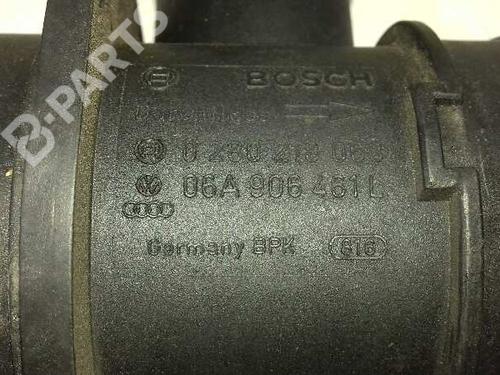 BOSCH
0 280 218 063
06A 906 461 L
Germany BPK 616
B-PARTS